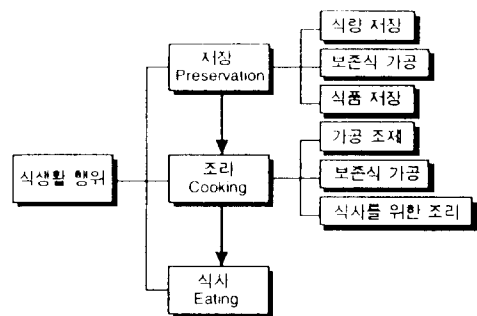 식량 저장
저장
Preservation
보존식 가공
식품 저장
가공 조제
식생활 행위
조리
Cooking
보존식 가공
식사를 위한 조리
식사
Eating